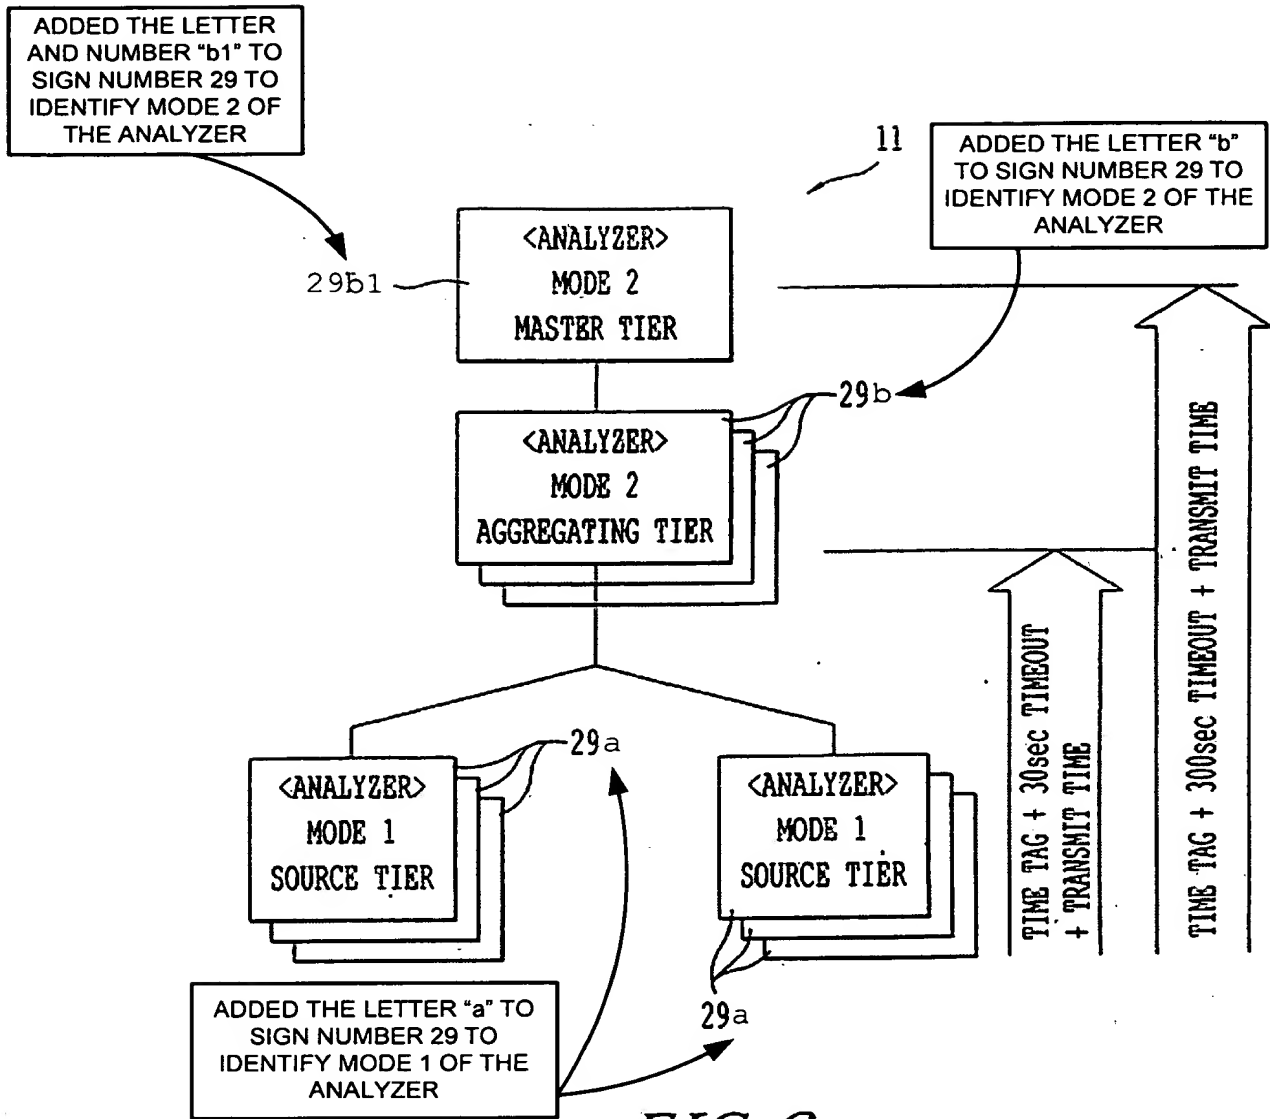 ADDED THE LETTER
AND NUMBER “b1” TO
SIGN NUMBER 29 TO
IDENTIFY MODE 2 OF
THE ANALYZER
11
ADDED THE LETTER “b”
TO SIGN NUMBER 29 TO
IDENTIFY MODE 2 OF THE
ANALYZER
29b1
<ANALYZER>
MODE 2
MASTER TIER
29b
<ANALYZER>
MODE 2
AGGREGATING TIER
29a
<ANALYZER>
MODE 1
SOURCE TIER
<ANALYZER>
MODE 1
SOURCE TIER
29a
TIME TAG + 30sec TIMEOUT
+ TRANSMIT TIME
TIME TAG + 300sec TIMEOUT + TRANSMIT TIME
ADDED THE LETTER “a” TO
SIGN NUMBER 29 TO
IDENTIFY MODE 1 OF THE
ANALYZER